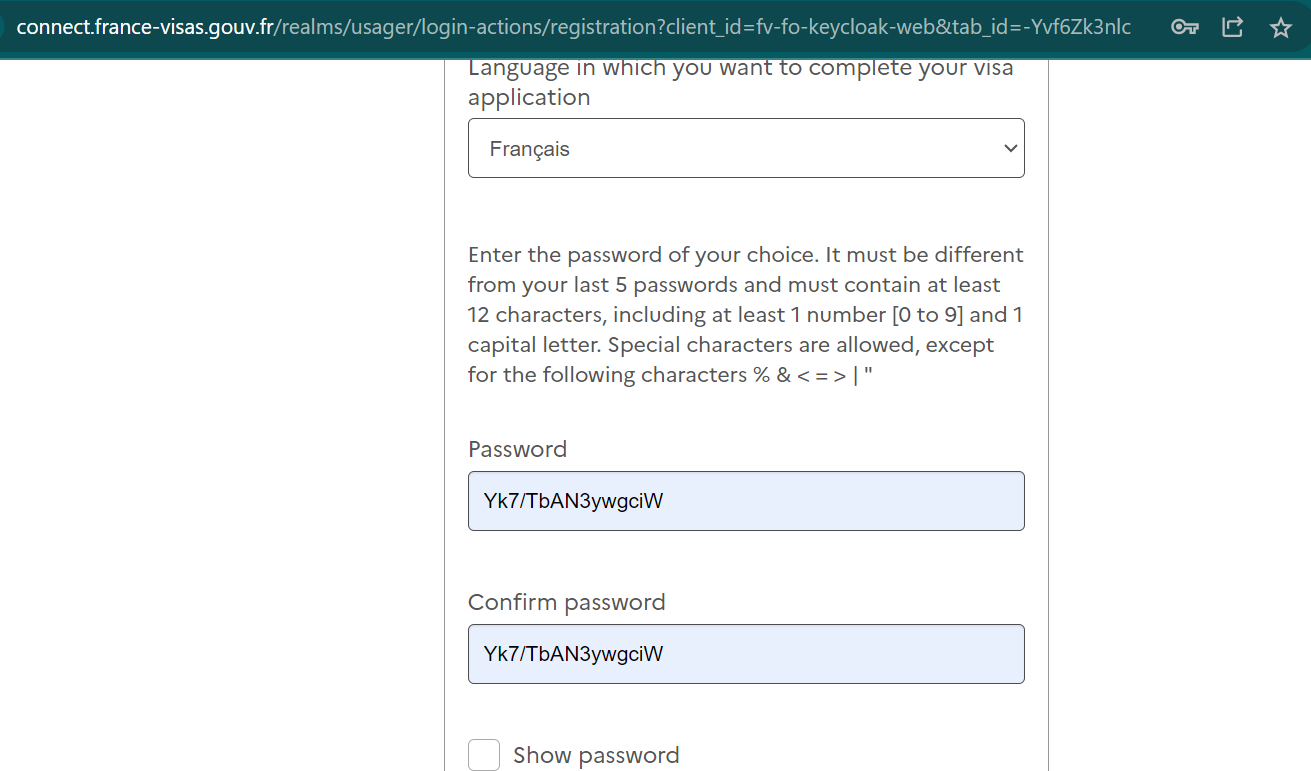 connect.france-visas.gouv.fr/realms/usager/login-actions/registration?client_id=fv-fo-keycloak-web&tab_id=-Yvf6Zk3nlc
Language in which you want to complete your visa
application
Français
Enter the password of your choice. It must be different
from your last 5 passwords and must contain at least
12 characters, including at least 1 number [0 to 9] and 1
capital letter. Special characters are allowed, except
for the following characters % & < = > | "
Password
Yk7/TbAN3ywgciW
Confirm password
Yk7/TbAN3ywgciW
Show password